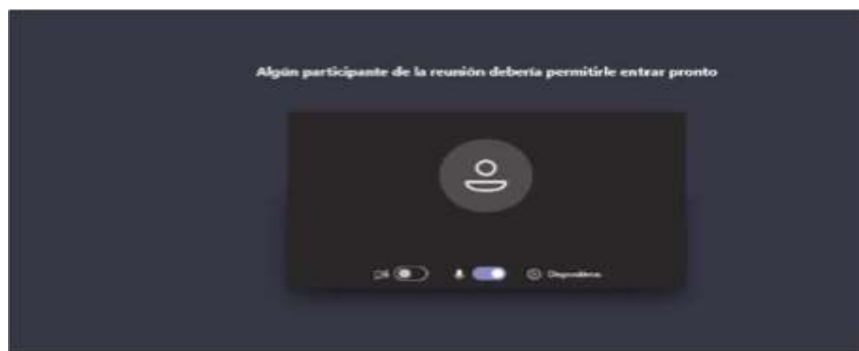 Algún participante de la reunión debería permitirle entrar pronto
Dispositivos